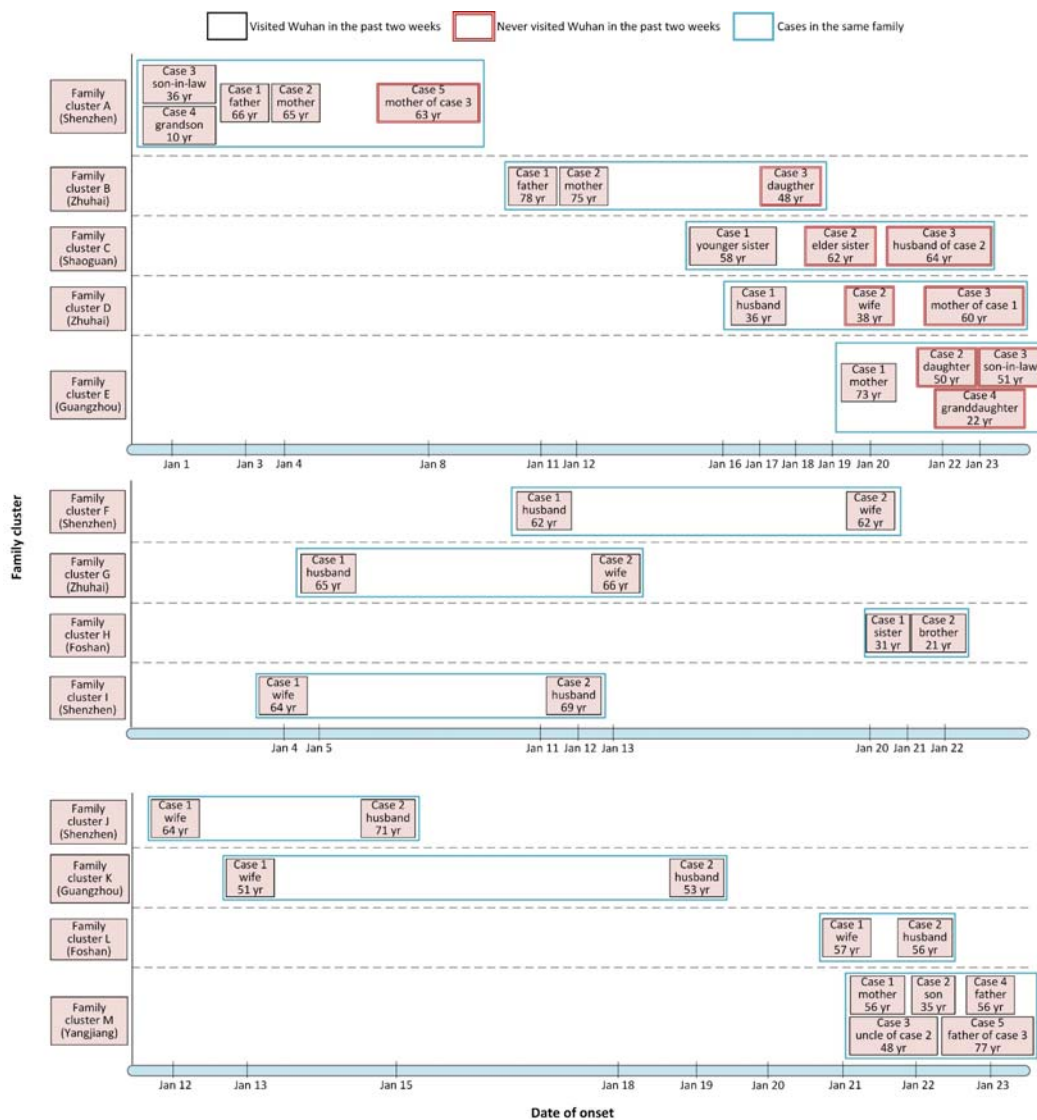 Visited Wuhan in the past two weeks
Never visited Wuhan in the past two weeks
Cases in the same family
Family cluster
Family
cluster A
(Shenzhen)
Case 3
son-in-law
36 yr
Case 4
grandson
10 yr
Case 1
father
66 yr
Case 2
mother
65 yr
Case 5
mother of case 3
63 yr
Family
cluster B
(Zhuhai)
Case 1
father
78 yr
Case 2
mother
75 yr
Case 3
daugther
48 yr
Family
cluster C
(Shaoguan)
Case 1
younger sister
58 yr
Case 2
elder sister
62 yr
Case 3
husband of case 2
64 yr
Family
cluster D
(Zhuhai)
Case 1
husband
36 yr
Case 2
wife
38 yr
Case 3
mother of case 1
60 yr
Family
cluster E
(Guangzhou)
Case 1
mother
73 yr
Case 2
daughter
50 yr
Case 3
son-in-law
51 yr
Case 4
granddaughter
22 yr
Jan 1 Jan 3 Jan 4 Jan 8 Jan 11 Jan 12 Jan 16 Jan 17 Jan 18 Jan 19 Jan 20 Jan 22 Jan 23
Family
cluster F
(Shenzhen)
Case 1
husband
62 yr
Case 2
wife
62 yr
Family
cluster G
(Zhuhai)
Case 1
husband
65 yr
Case 2
wife
66 yr
Family
cluster H
(Foshan)
Case 1
sister
31 yr
Case 2
brother
21 yr
Family
cluster I
(Shenzhen)
Case 1
wife
64 yr
Case 2
husband
69 yr
Jan 4 Jan 5 Jan 11 Jan 12 Jan 13 Jan 20 Jan 21 Jan 22
Family
cluster J
(Shenzhen)
Case 1
wife
64 yr
Case 2
husband
71 yr
Family
cluster K
(Guangzhou)
Case 1
wife
51 yr
Case 2
husband
53 yr
Family
cluster L
(Foshan)
Case 1
wife
57 yr
Case 2
husband
56 yr
Family
cluster M
(Yangjiang)
Case 1
mother
56 yr
Case 2
son
35 yr
Case 4
father
56 yr
Case 3
uncle of case 2
48 yr
Case 5
father of case 3
77 yr
Jan 12 Jan 13 Jan 15 Jan 18 Jan 19 Jan 20 Jan 21 Jan 22 Jan 23
Date of onset